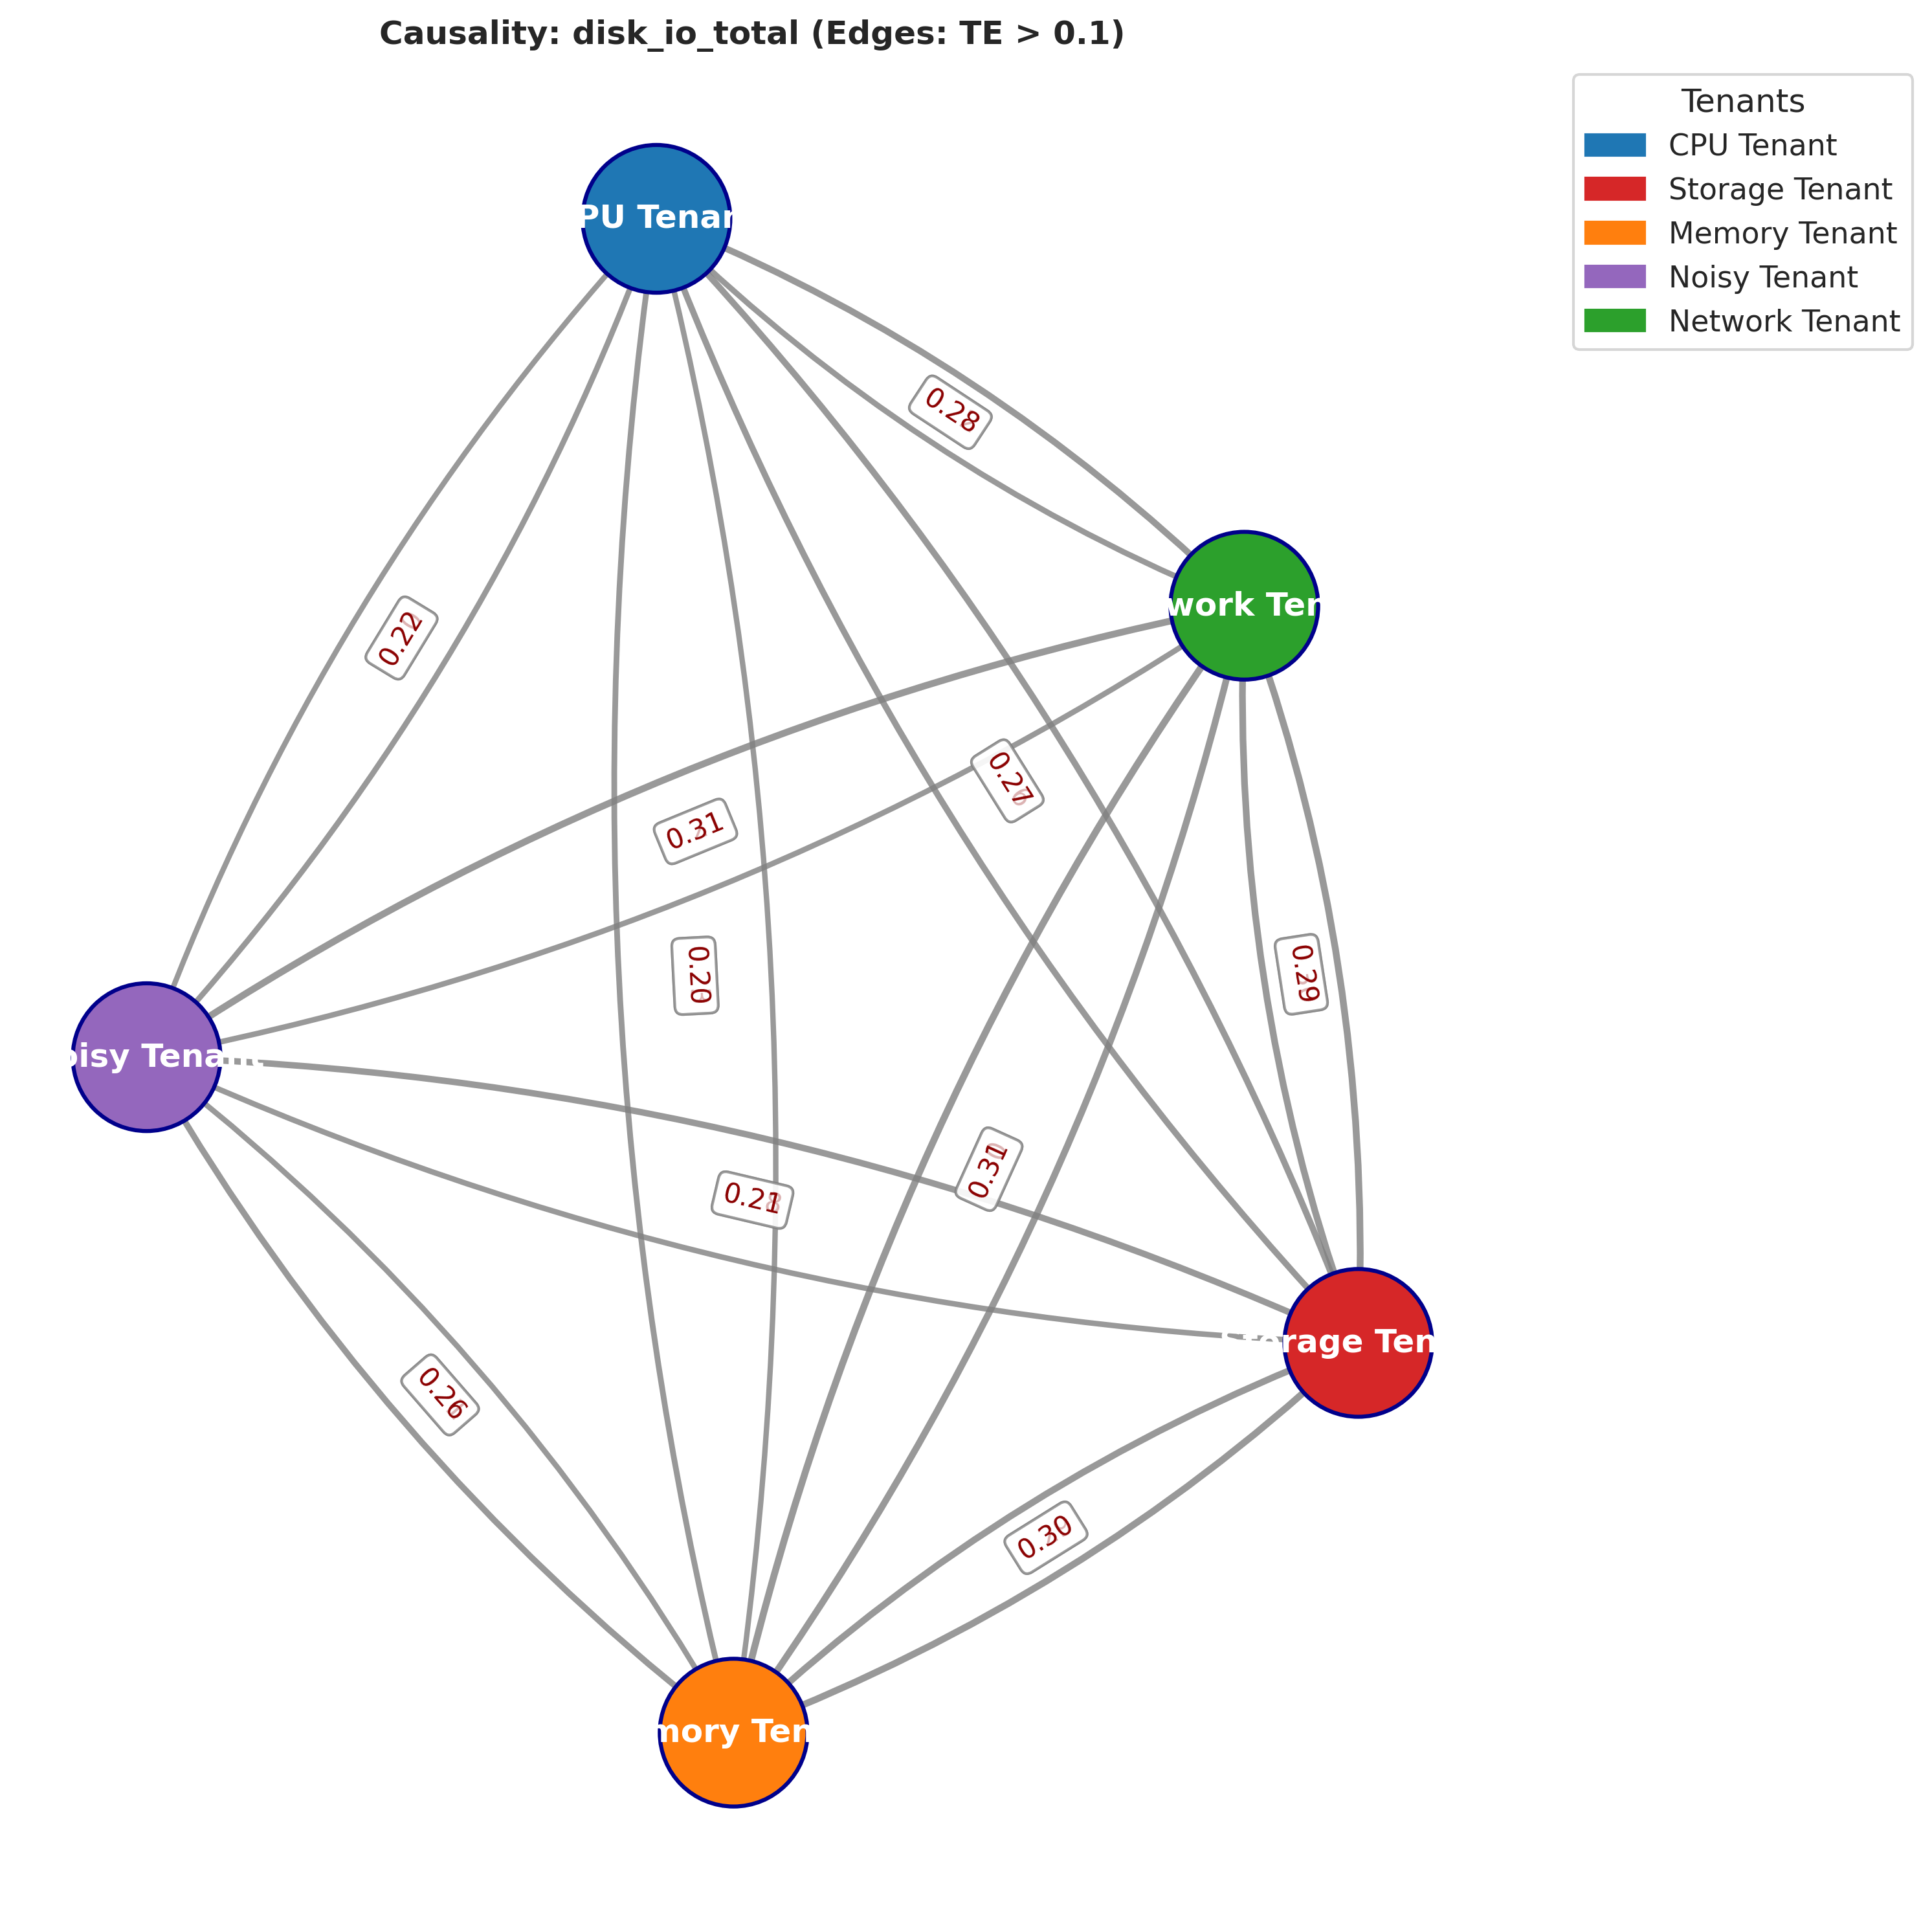 Causality: disk_io_total (Edges: TE > 0.1)
Tenants
CPU Tenant
Storage Tenant
Memory Tenant
Noisy Tenant
Network Tenant
PU Tenan
0.28
work Ten
0.22
0.27
0.31
0.20
0.29
oisy Tena
0.31
0.21
rage Ten
0.26
0.30
mory Ten